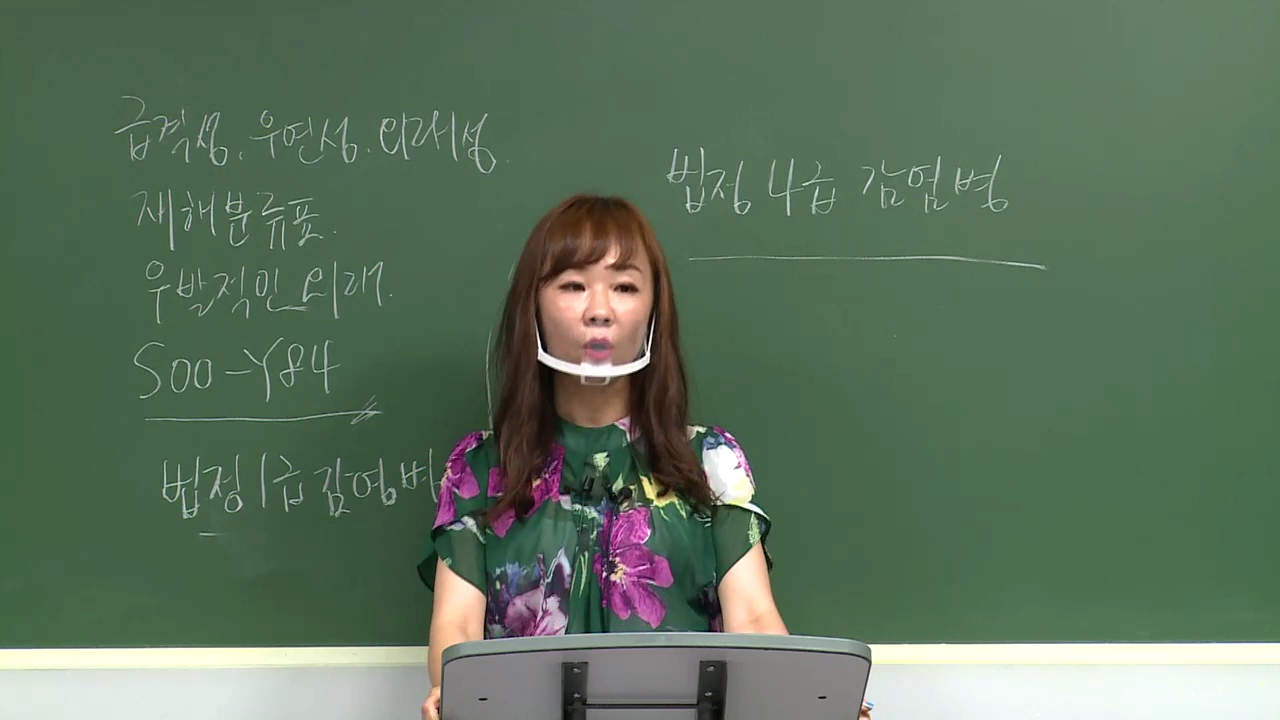 급격성. 우연성. 외래성.
재해분류표.
우발적인 외래.
S00-Y84
법정 1급 감염병
법정 4급 감염병